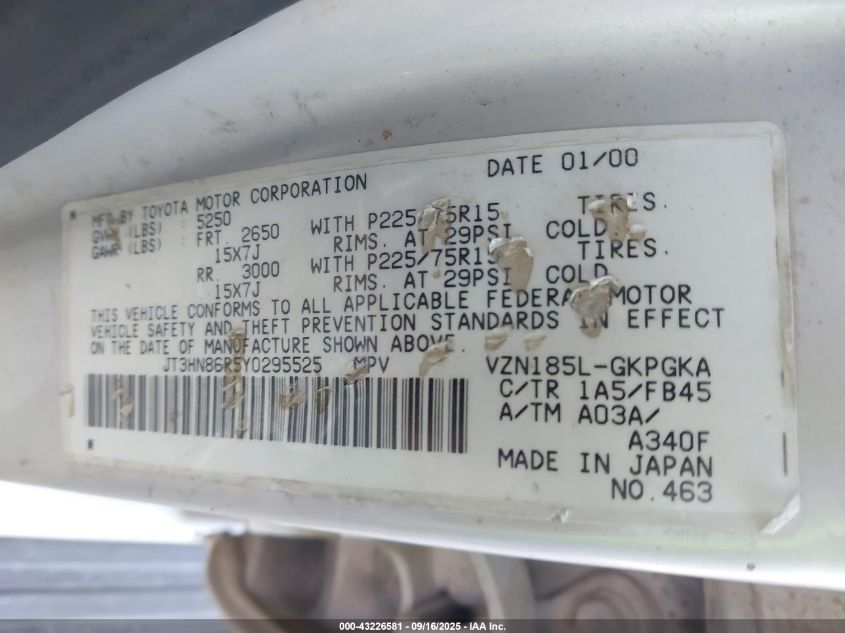 DATE 01/00
MFD BY TOYOTA MOTOR CORPORATION
GVWR (LBS) : 5250
GAWR (LBS) : FRT. 2650 WITH P225/75R15 TIRES.
15X7J RIMS. AT 29PSI COLD
RR. 3000 WITH P225/75R15 TIRES.
15X7J RIMS. AT 29PSI COLD
THIS VEHICLE CONFORMS TO ALL APPLICABLE FEDERAL MOTOR
VEHICLE SAFETY AND THEFT PREVENTION STANDARDS IN EFFECT
ON THE DATE OF MANUFACTURE SHOWN ABOVE.
JT3HN86R5Y0295525 MPV VZN185L-GKPGKA
C/TR 1A5/FB45
A/TM A03A/
A340F
MADE IN JAPAN
NO. 463
000-43226581 - 09/16/2025 - IAA Inc.